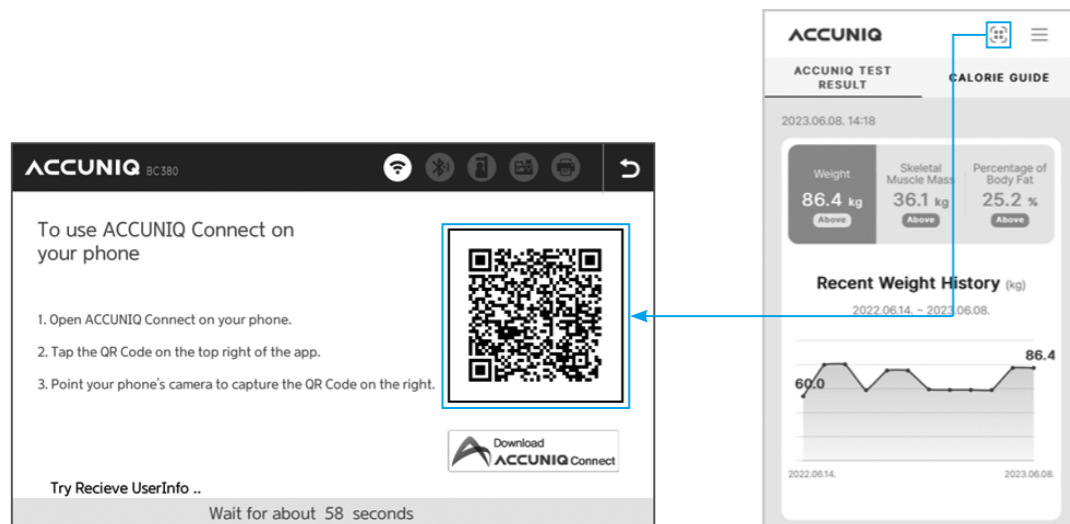 ACCUNIQ BC380
To use ACCUNIQ Connect on
your phone
1. Open ACCUNIQ Connect on your phone.
2. Tap the QR Code on the top right of the app.
3. Point your phone's camera to capture the QR Code on the right.
Download
ACCUNIQ Connect
Try Recieve UserInfo ..
Wait for about 58 seconds
ACCUNIQ
ACCUNIQ TEST
RESULT
CALORIE GUIDE
2023.06.08. 14:18
Weight
86.4 kg
Above
Skeletal
Muscle Mass
36.1 kg
Above
Percentage of
Body Fat
25.2 %
Above
Recent Weight History (kg)
2022.06.14. ~ 2023.06.08.
86.4
60.0
2022.06.14.
2023.06.08.